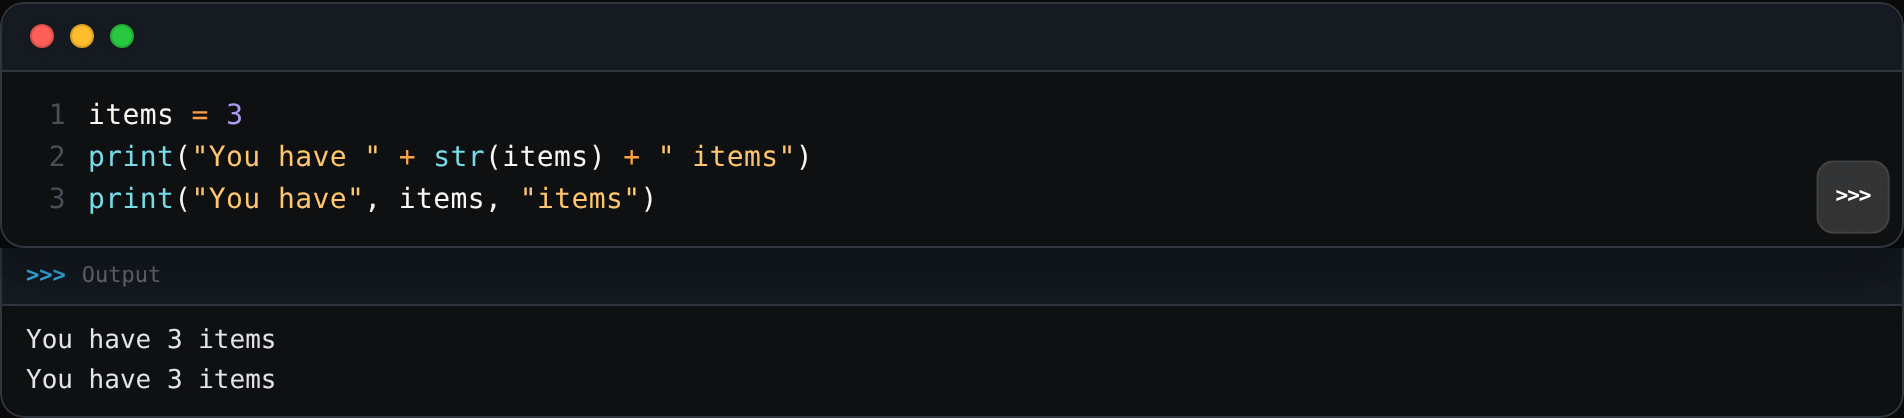 1 items = 3
2 print("You have " + str(items) + " items")
3 print("You have", items, "items")
>>>
>>> Output
You have 3 items
You have 3 items